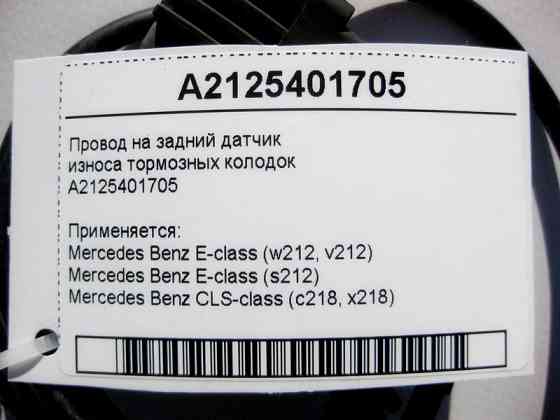 A2125401705
Провод на задний датчик
износа тормозных колодок
A2125401705
Применяется:
Mercedes Benz E-class (w212, v212)
Mercedes Benz E-class (s212)
Mercedes Benz CLS-class (c218, x218)